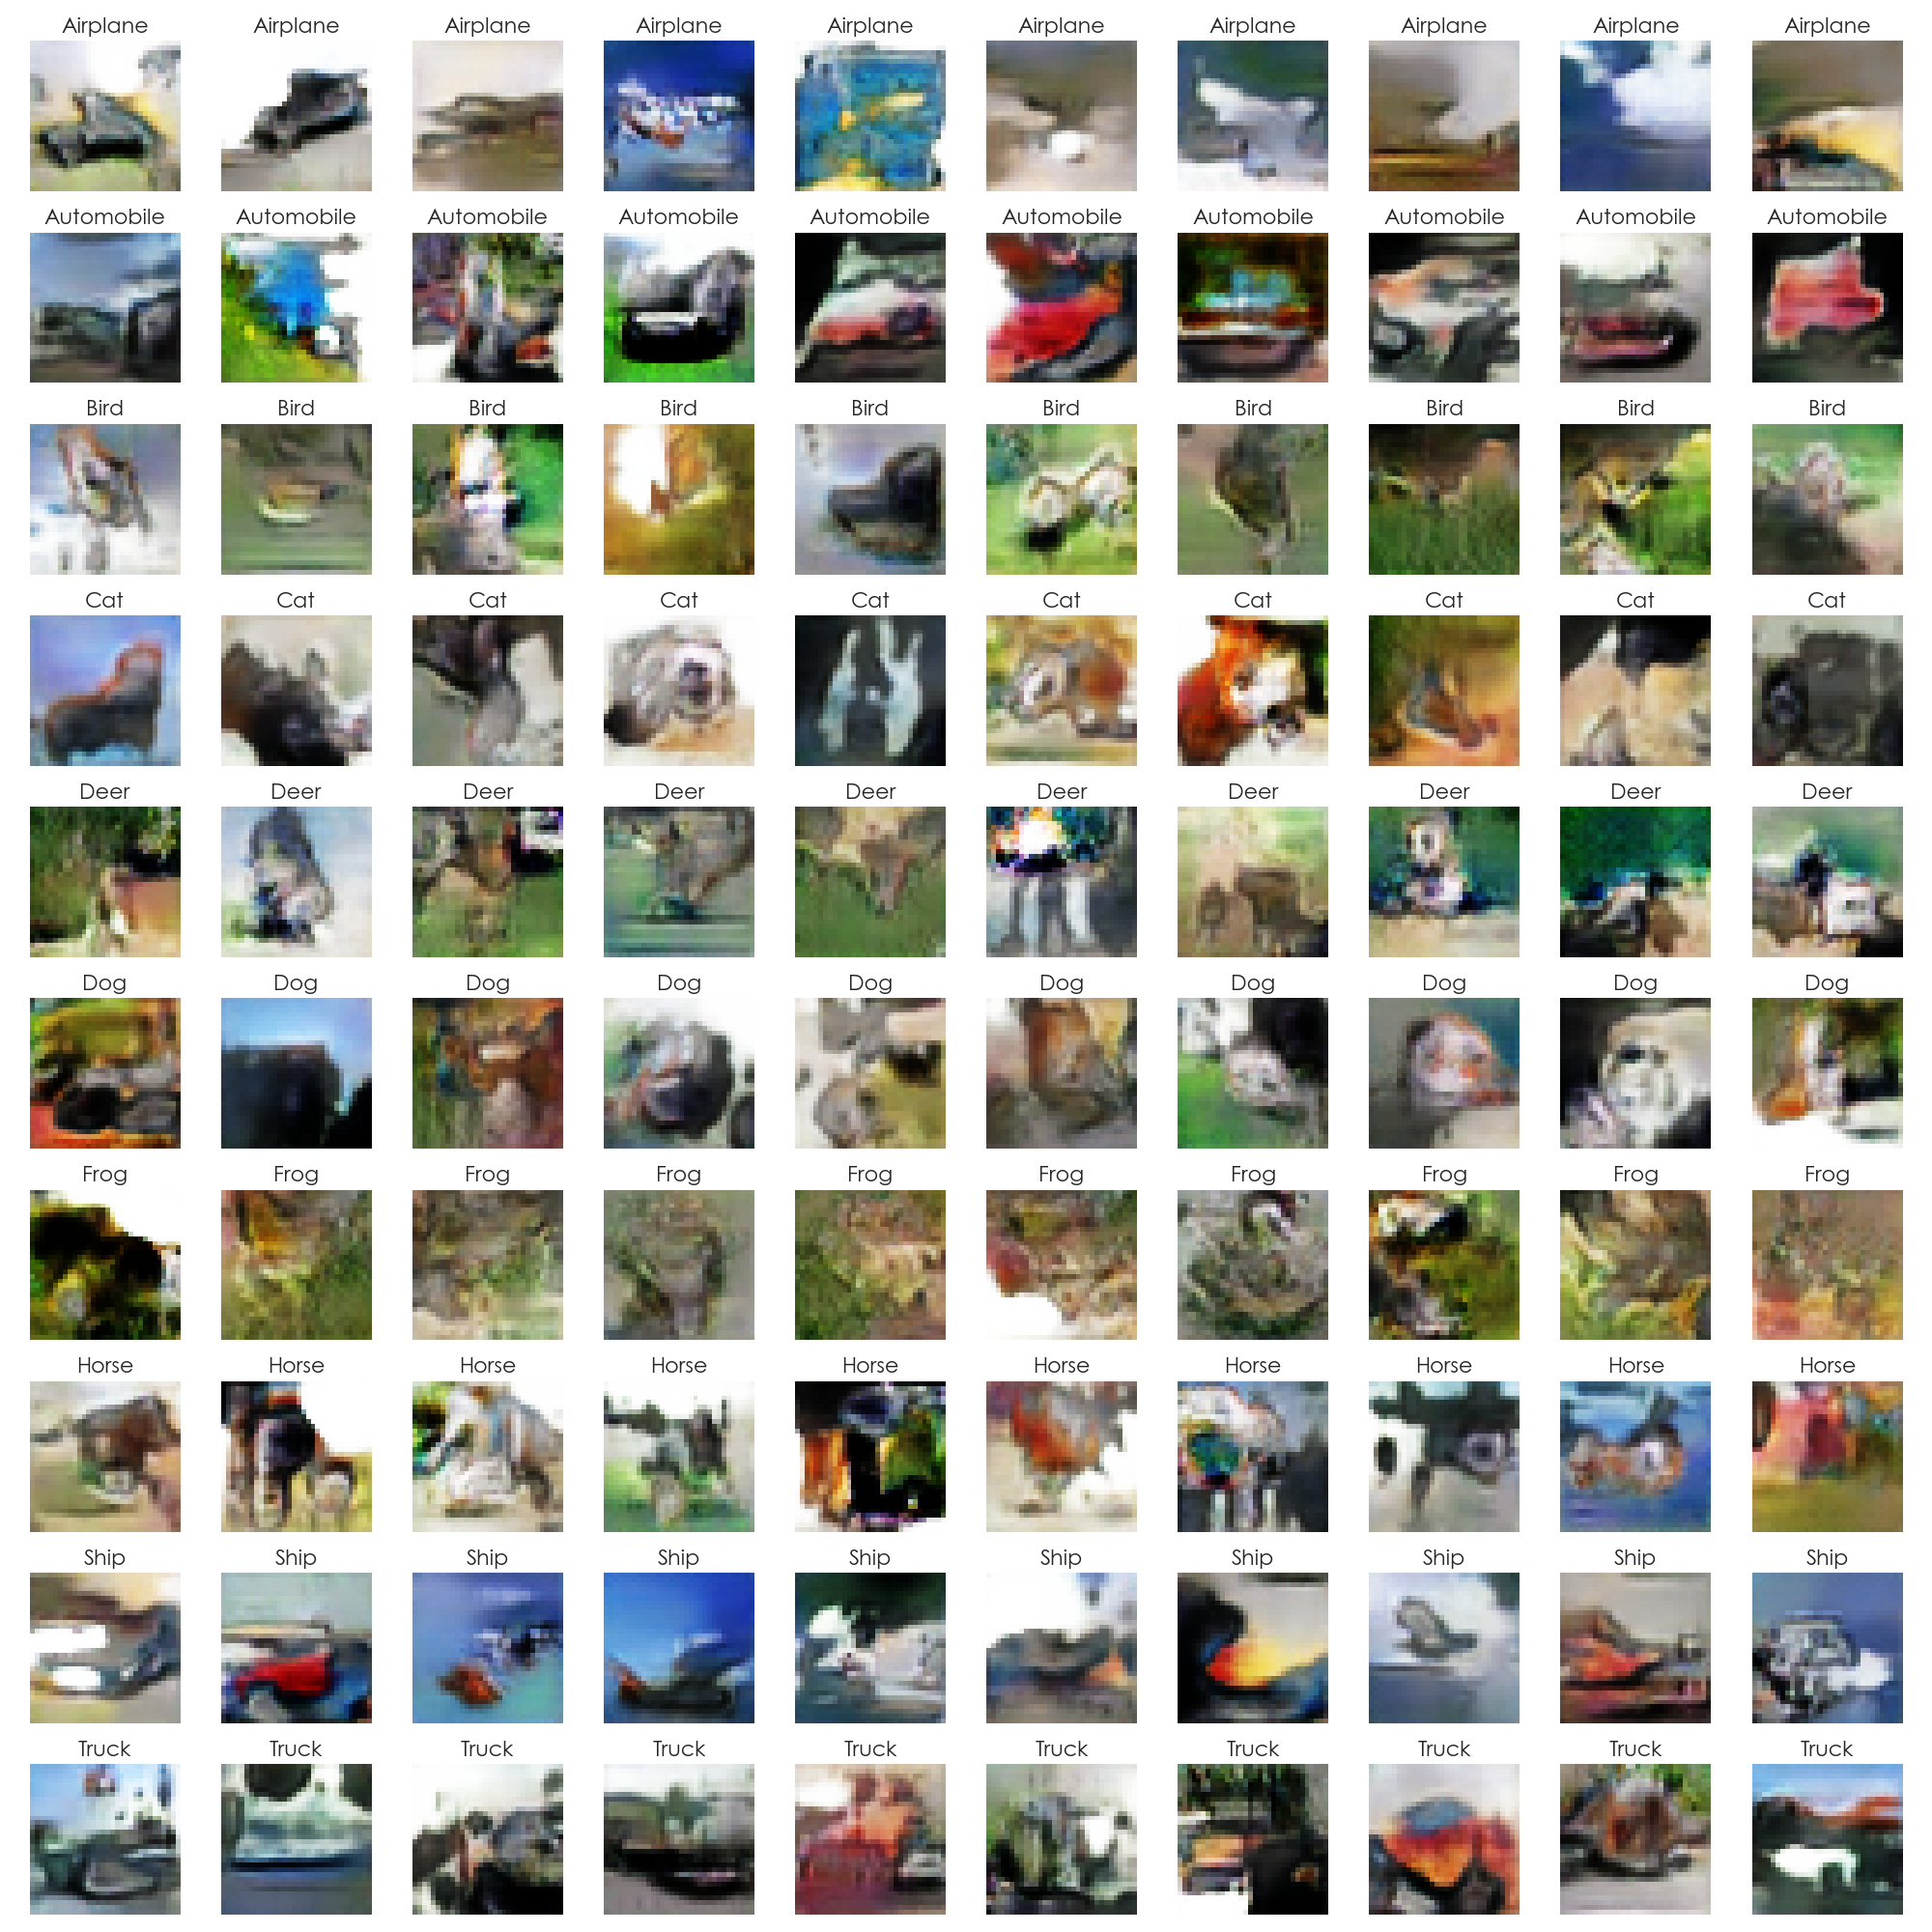 Airplane Airplane Airplane Airplane Airplane Airplane Airplane Airplane Airplane Airplane
Automobile Automobile Automobile Automobile Automobile Automobile Automobile Automobile Automobile Automobile
Bird Bird Bird Bird Bird Bird Bird Bird Bird Bird
Cat Cat Cat Cat Cat Cat Cat Cat Cat Cat
Deer Deer Deer Deer Deer Deer Deer Deer Deer Deer
Dog Dog Dog Dog Dog Dog Dog Dog Dog Dog
Frog Frog Frog Frog Frog Frog Frog Frog Frog Frog
Horse Horse Horse Horse Horse Horse Horse Horse Horse Horse
Ship Ship Ship Ship Ship Ship Ship Ship Ship Ship
Truck Truck Truck Truck Truck Truck Truck Truck Truck Truck